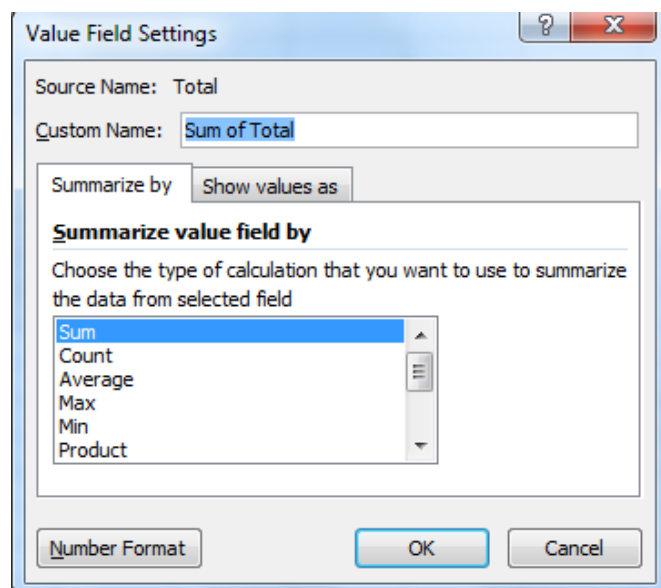 Value Field Settings
Source Name: Total
Custom Name: Sum of Total
Summarize by Show values as
Summarize value field by
Choose the type of calculation that you want to use to summarize
the data from selected field
Sum
Count
Average
Max
Min
Product
Number Format OK Cancel